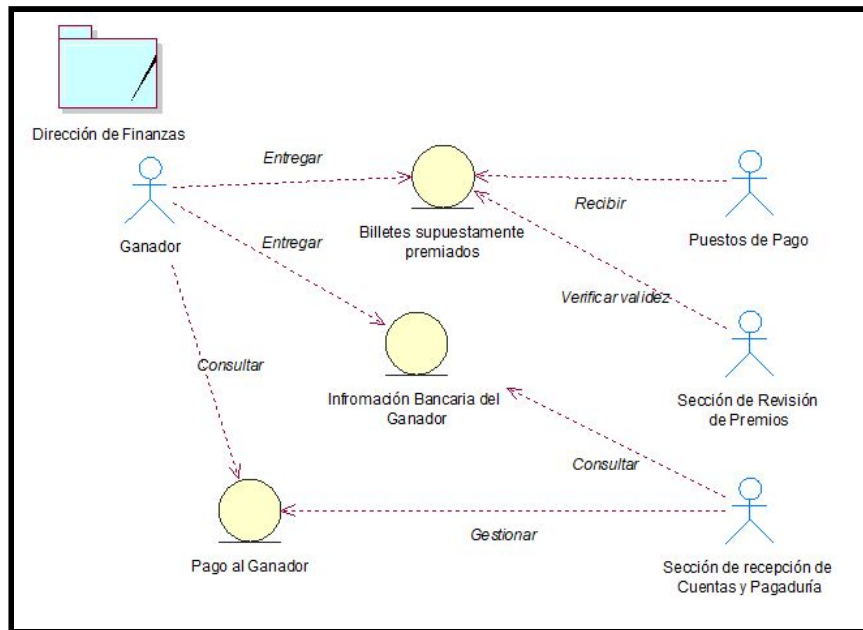 Dirección de Finanzas
Entregar
Ganador
Billetes supuestamente
premiados
Recibir
Puestos de Pago
Entregar
Verificar validez
Consultar
Infromación Bancaria del
Ganador
Sección de Revisión
de Premios
Consultar
Pago al Ganador
Gestionar
Sección de recepción de
Cuentas y Pagaduría